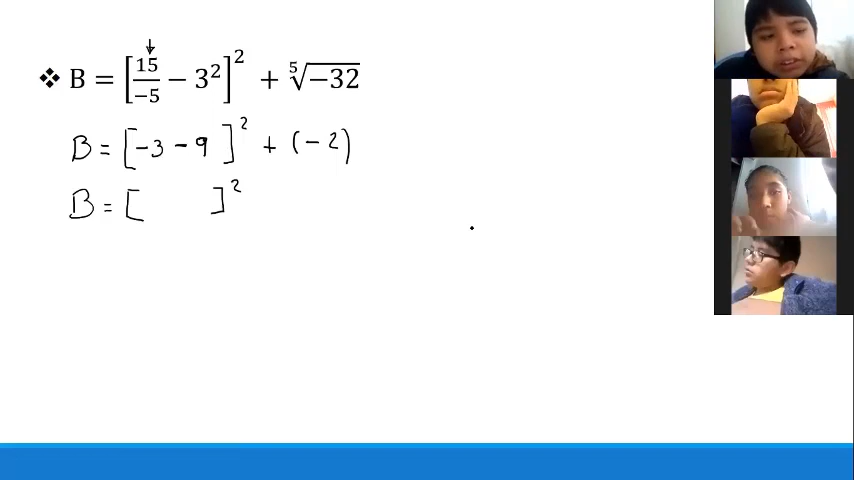 ❖ B = [15/−5 − 3²]² + ⁵√−32
B = [−3 − 9]² + (−2)
B = [ ]²